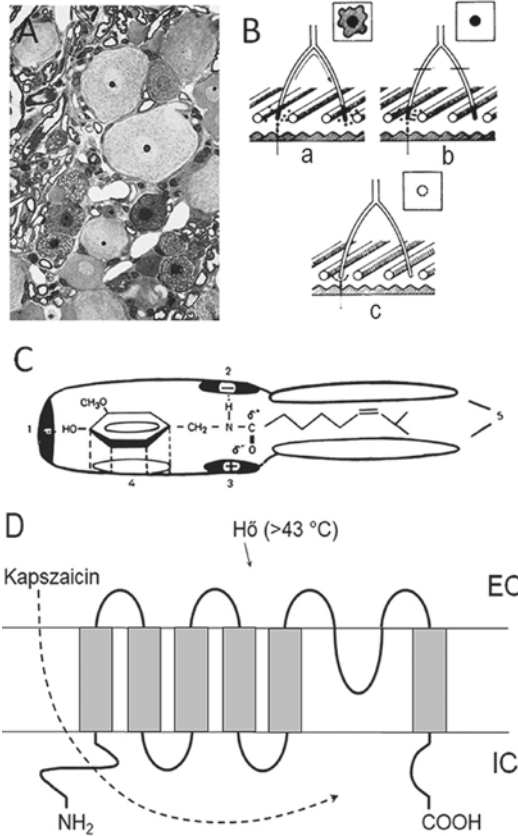 A
B
a
b
c
C
1
2
3
4
5
HO
CH₃O
CH₂
N
H
C
O
δ⁺
δ⁻
D
Hő (>43 °C)
Kapszaicin
EC
IC
NH₂
COOH